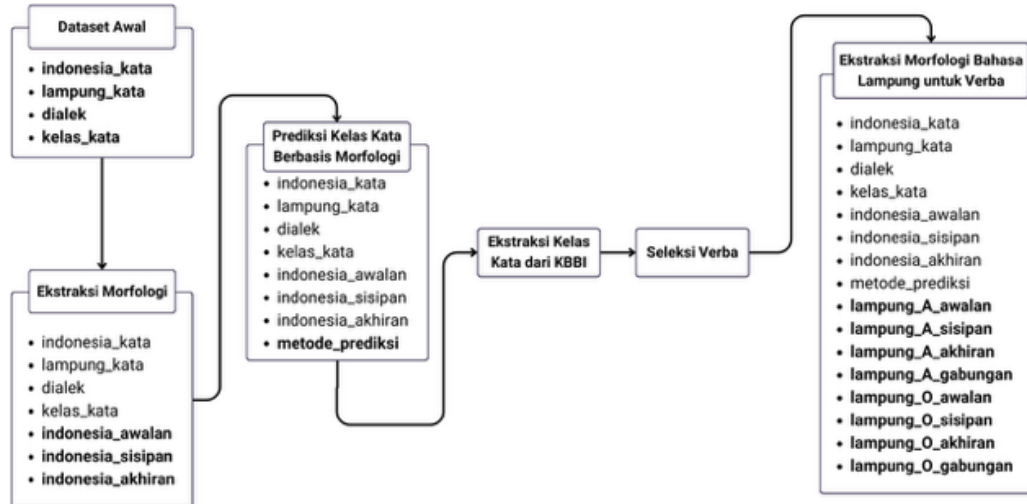 Dataset Awal
• indonesia_kata
• lampung_kata
• dialek
• kelas_kata
Ekstraksi Morfologi
• indonesia_kata
• lampung_kata
• dialek
• kelas_kata
• indonesia_awalan
• indonesia_sisipan
• indonesia_akhiran
Prediksi Kelas Kata
Berbasis Morfologi
• indonesia_kata
• lampung_kata
• dialek
• kelas_kata
• indonesia_awalan
• indonesia_sisipan
• indonesia_akhiran
• metode_prediksi
Ekstraksi Kelas
Kata dari KBBI
Seleksi Verba
Ekstraksi Morfologi Bahasa
Lampung untuk Verba
• indonesia_kata
• lampung_kata
• dialek
• kelas_kata
• indonesia_awalan
• indonesia_sisipan
• indonesia_akhiran
• metode_prediksi
• lampung_A_awalan
• lampung_A_sisipan
• lampung_A_akhiran
• lampung_A_gabungan
• lampung_O_awalan
• lampung_O_sisipan
• lampung_O_akhiran
• lampung_O_gabungan